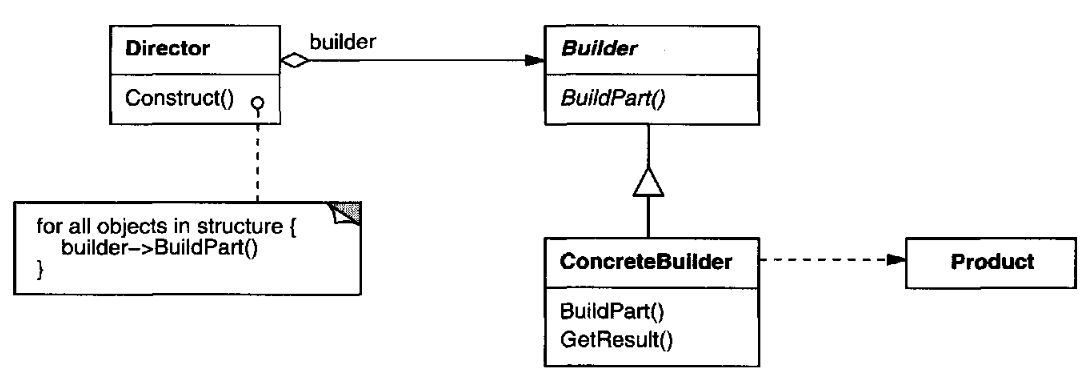 Director
builder
Builder
Construct()
BuildPart()
for all objects in structure {
builder->BuildPart()
}
ConcreteBuilder
Product
BuildPart()
GetResult()